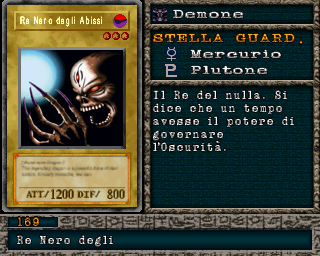 Re Nero degli Abissi
ATT/1200 DIF/ 800
Demone
STELLA GUARD.
Mercurio
Plutone
Il Re del nulla. Si
dice che un tempo
avesse il potere di
governare
l'Oscurità.
169
Re Nero degli